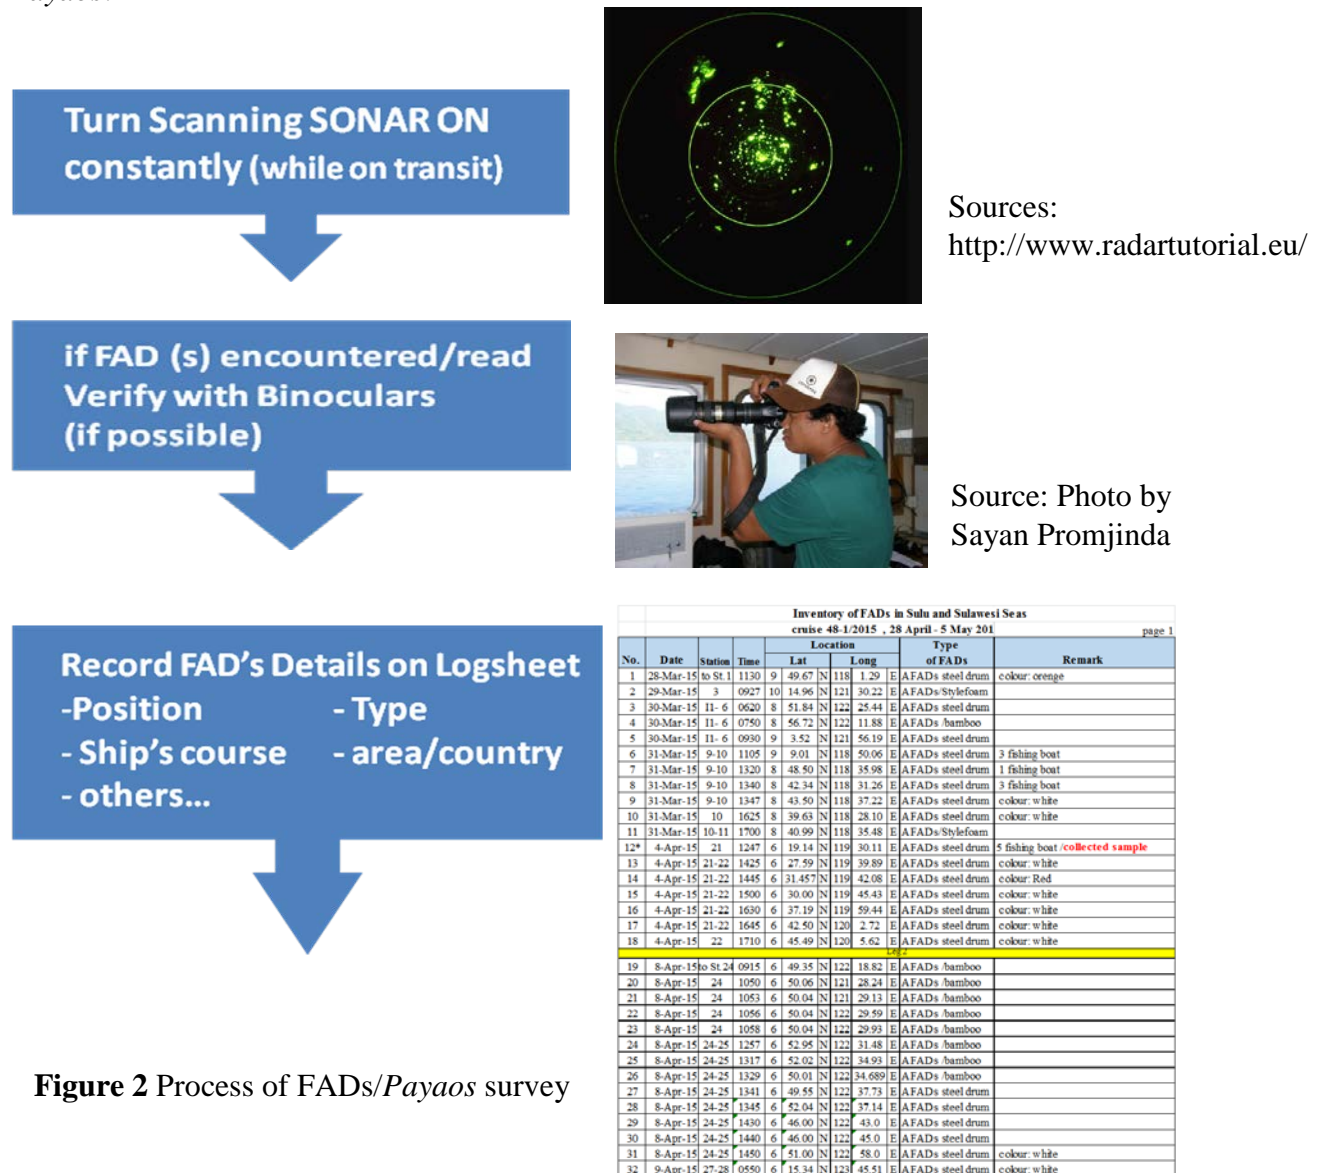 ayaos.
Turn Scanning SONAR ON
constantly (while on transit)
Sources:
http://www.radartutorial.eu/
if FAD (s) encountered/read
Verify with Binoculars
(if possible)
Source: Photo by
Sayan Promjinda
Record FAD's Details on Logsheet
-Position - Type
- Ship's course - area/country
- others...
Inventory of FADs in Sulu and Sulawesi Seas
cruise 48-1/2015 , 28 April - 5 May 201 page 1
Location Type
No. Date Station Time Lat Long of FADs Remark
1 28-Mar-15 to St.1 1130 9 49.67 N 118 1.29 E AFADs steel drum colour: orenge
2 29-Mar-15 3 0927 10 14.96 N 121 30.22 E AFADs/Stylefoam
3 30-Mar-15 I1- 6 0620 8 51.84 N 122 25.44 E AFADs steel drum
4 30-Mar-15 I1- 6 0750 8 56.72 N 122 11.88 E AFADs /bamboo
5 30-Mar-15 I1- 6 0930 9 3.52 N 121 56.19 E AFADs steel drum
6 31-Mar-15 9-10 1105 9 9.01 N 118 50.06 E AFADs steel drum 3 fishing boat
7 31-Mar-15 9-10 1320 8 48.50 N 118 35.98 E AFADs steel drum 1 fishing boat
8 31-Mar-15 9-10 1340 8 42.34 N 118 31.26 E AFADs steel drum 3 fishing boat
9 31-Mar-15 9-10 1347 8 43.50 N 118 37.22 E AFADs steel drum colour: white
10 31-Mar-15 10 1625 8 39.63 N 118 28.10 E AFADs steel drum colour: white
11 31-Mar-15 10-11 1700 8 40.99 N 118 35.48 E AFADs/Stylefoam
12* 4-Apr-15 21 1247 6 19.14 N 119 30.11 E AFADs steel drum 5 fishing boat /collected sample
13 4-Apr-15 21-22 1425 6 27.59 N 119 39.89 E AFADs steel drum colour: white
14 4-Apr-15 21-22 1445 6 31.457 N 119 42.08 E AFADs steel drum colour: Red
15 4-Apr-15 21-22 1500 6 30.00 N 119 45.43 E AFADs steel drum colour: white
16 4-Apr-15 21-22 1630 6 37.19 N 119 59.44 E AFADs steel drum colour: white
17 4-Apr-15 21-22 1645 6 42.50 N 120 2.72 E AFADs steel drum colour: white
18 4-Apr-15 22 1710 6 45.49 N 120 5.62 E AFADs steel drum colour: white
Leg 2
19 8-Apr-15 to St.24 0915 6 49.35 N 122 18.82 E AFADs /bamboo
20 8-Apr-15 24 1050 6 50.06 N 121 28.24 E AFADs /bamboo
21 8-Apr-15 24 1053 6 50.04 N 121 29.13 E AFADs /bamboo
22 8-Apr-15 24 1056 6 50.04 N 122 29.59 E AFADs /bamboo
23 8-Apr-15 24 1058 6 50.04 N 122 29.93 E AFADs /bamboo
24 8-Apr-15 24-25 1257 6 52.95 N 122 31.48 E AFADs /bamboo
25 8-Apr-15 24-25 1317 6 52.02 N 122 34.93 E AFADs /bamboo
26 8-Apr-15 24-25 1329 6 50.01 N 122 34.689 E AFADs /bamboo
27 8-Apr-15 24-25 1341 6 49.55 N 122 37.73 E AFADs steel drum
28 8-Apr-15 24-25 1345 6 52.04 N 122 37.14 E AFADs steel drum
29 8-Apr-15 24-25 1430 6 46.00 N 122 43.0 E AFADs steel drum
30 8-Apr-15 24-25 1440 6 46.00 N 122 45.0 E AFADs steel drum
31 8-Apr-15 24-25 1450 6 51.00 N 122 58.0 E AFADs steel drum colour: white
32 9-Apr-15 27-28 0550 6 15.34 N 123 45.51 E AFADs steel drum colour: white
Figure 2 Process of FADs/Payaos survey